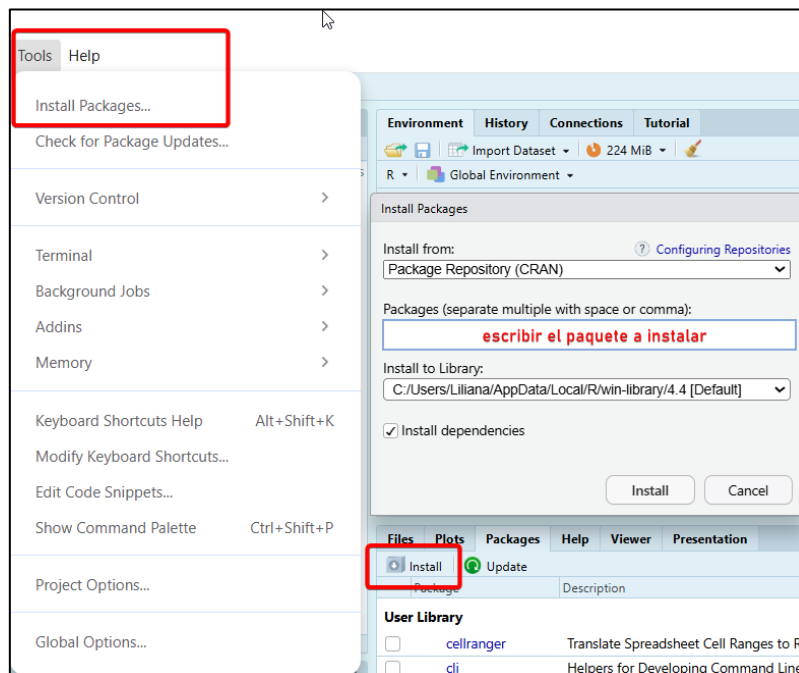 Tools Help
Install Packages...
Check for Package Updates...
Version Control
Terminal
Background Jobs
Addins
Memory
Keyboard Shortcuts Help Alt+Shift+K
Modify Keyboard Shortcuts...
Edit Code Snippets...
Show Command Palette Ctrl+Shift+P
Project Options...
Global Options...
Environment History Connections Tutorial
Import Dataset 224 MiB
R Global Environment
Install Packages
Install from: ? Configuring Repositories
Package Repository (CRAN)
Packages (separate multiple with space or comma):
escribir el paquete a instalar
Install to Library:
C:/Users/Liliana/AppData/Local/R/win-library/4.4 [Default]
Install dependencies
Install Cancel
Files Plots Packages Help Viewer Presentation
Install Update
Package Description
User Library
cellranger Translate Spreadsheet Cell Ranges to R
cli Helpers for Developing Command Line